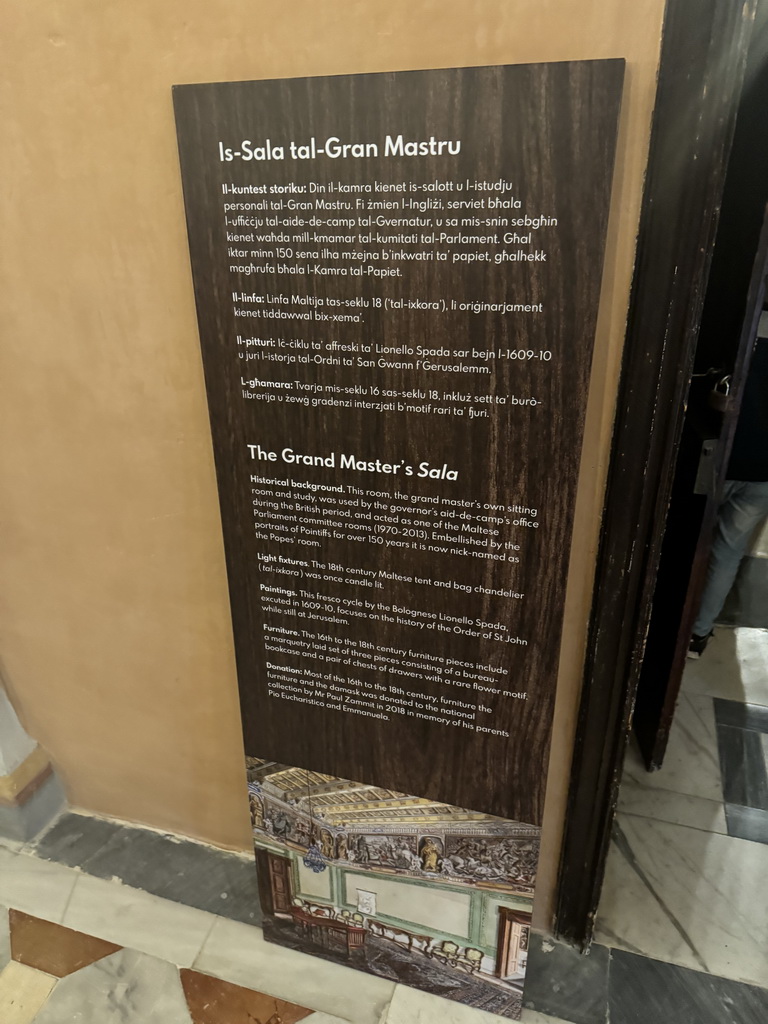 Is-Sala tal-Gran Mastru
Il-kuntest storiku: Din il-kamra kienet is-salott u l-istudju
personali tal-Gran Mastru. Fi żmien l-Ingliżi, serviet bħala
l-uffiċċju tal-aide-de-camp tal-Gvernatur, u sa mis-snin sebgħin
kienet waħda mill-kmamar tal-kumitati tal-Parlament. Għal
iktar minn 150 sena ilha mżejna b'inkwatri ta' papiet, għalhekk
magħrufa bħala l-Kamra tal-Papiet.
Il-linfa: Linfa Maltija tas-seklu 18 ('tal-ixkora'), li oriġinarjament
kienet tiddawwal bix-xema'.
Il-pitturi: Iċ-ċiklu ta' affreski ta' Lionello Spada sar bejn l-1609-10
u juri l-istorja tal-Ordni ta' San Ġwann f'Ġerusalemm.
L-għamara: Tvarja mis-seklu 16 sas-seklu 18, inkluż sett ta' burò-
librerija u żewġ gradenzi interzjati b'motif rari ta' fjuri.
The Grand Master's Sala
Historical background. This room, the grand master's own sitting
room and study, was used by the governor's aid-de-camp's office
during the British period, and acted as one of the Maltese
Parliament committee rooms (1970-2013). Embellished by the
portraits of Pointiffs for over 150 years it is now nick-named as
the Popes' room.
Light fixtures. The 18th century Maltese tent and bag chandelier
(tal-ixkora) was once candle lit.
Paintings. This fresco cycle by the Bolognese Lionello Spada,
excuted in 1609-10, focuses on the history of the Order of St John
while still at Jerusalem.
Furniture. The 16th to the 18th century furniture pieces include
a marquetry laid set of three pieces consisting of a bureau-
bookcase and a pair of chests of drawers with a rare flower motif.
Donation: Most of the 16th to the 18th century, furniture the
furniture and the damask was donated to the national
collection by Mr Paul Zammit in 2018 in memory of his parents
Pio Eucharistico and Emmanuela.